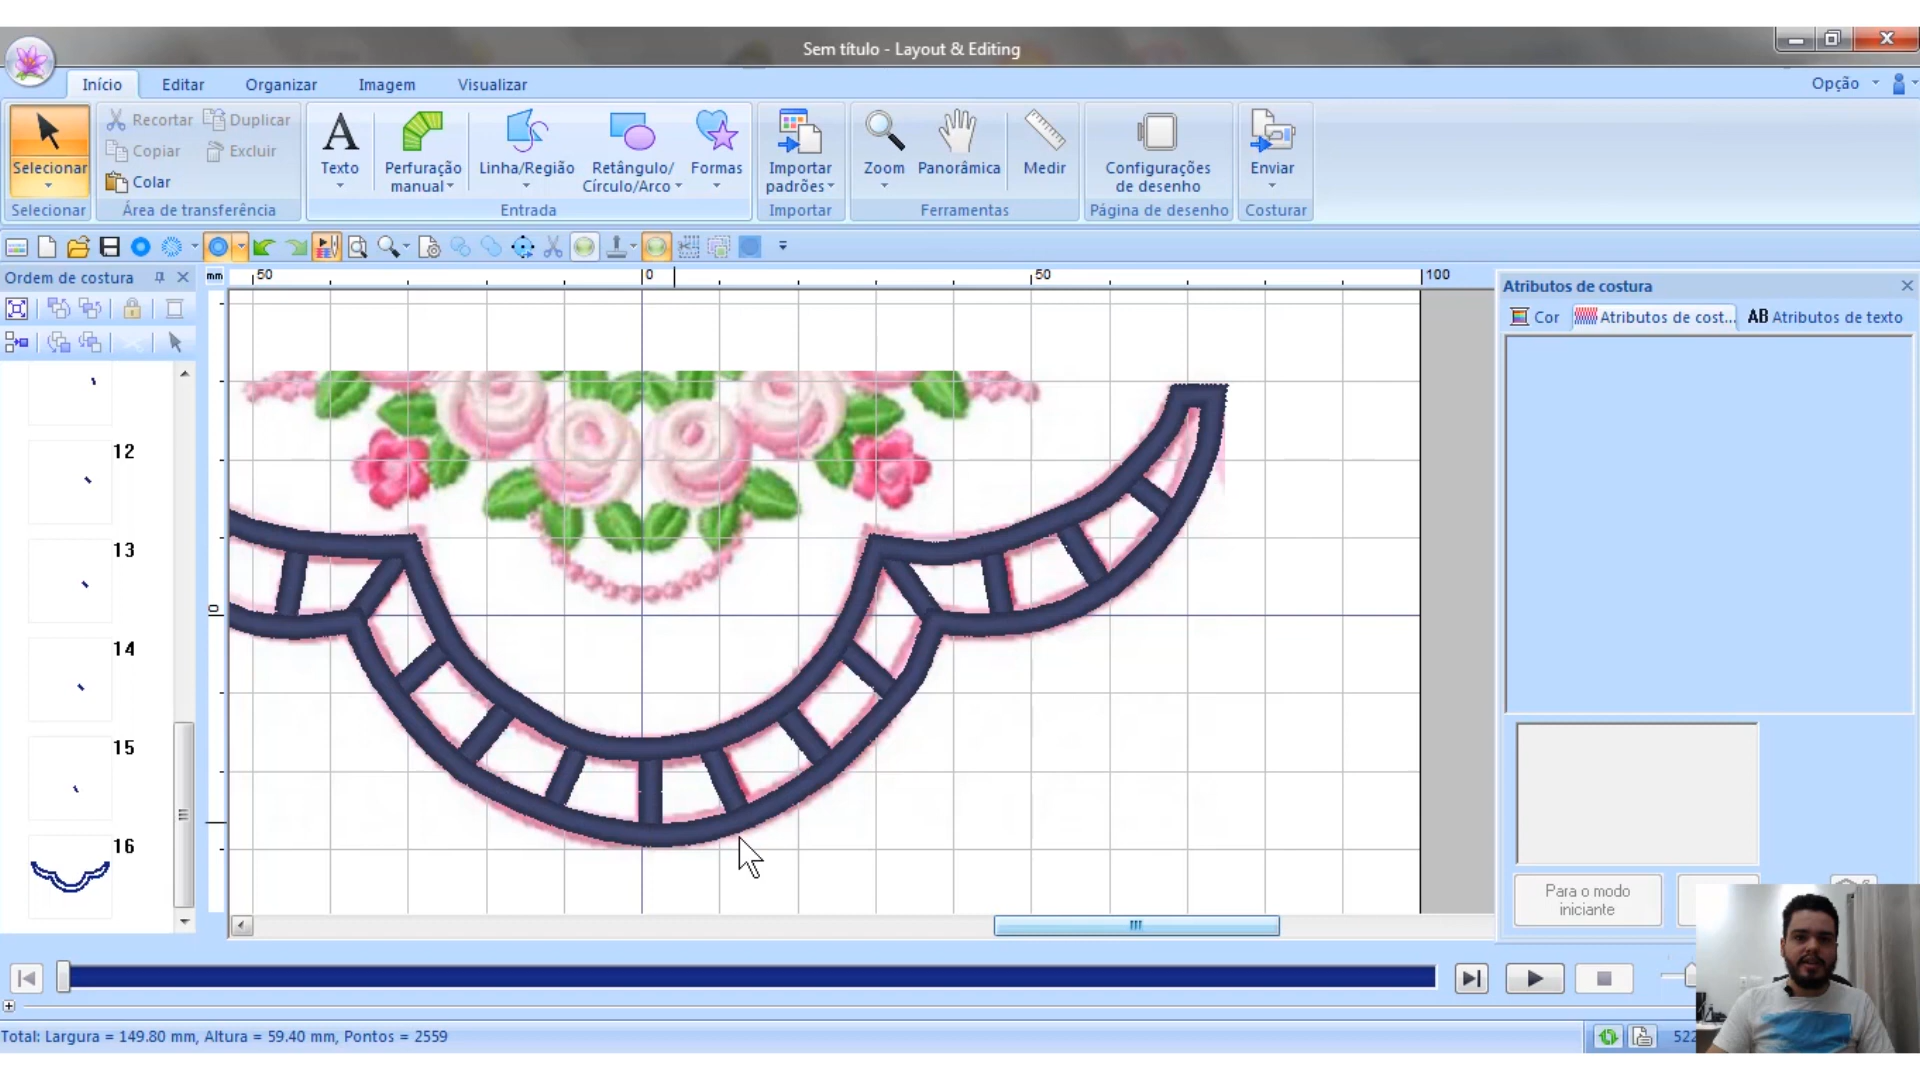 Sem título - Layout & Editing
Início Editar Organizar Imagem Visualizar Opção
Selecionar
Recortar Duplicar
Copiar Excluir
Colar
Texto
Perfuração manual
Linha/Região
Retângulo/ Círculo/Arco
Formas
Importar padrões
Zoom
Panorâmica
Medir
Configurações de desenho
Enviar
Selecionar Área de transferência Entrada Importar Ferramentas Página de desenho Costurar
Ordem de costura
mm 50 0 50 100
Atributos de costura
Cor Atributos de cost... AB Atributos de texto
12
13
0
14
15
16
Para o modo
iniciante
Total: Largura = 149.80 mm, Altura = 59.40 mm, Pontos = 2559